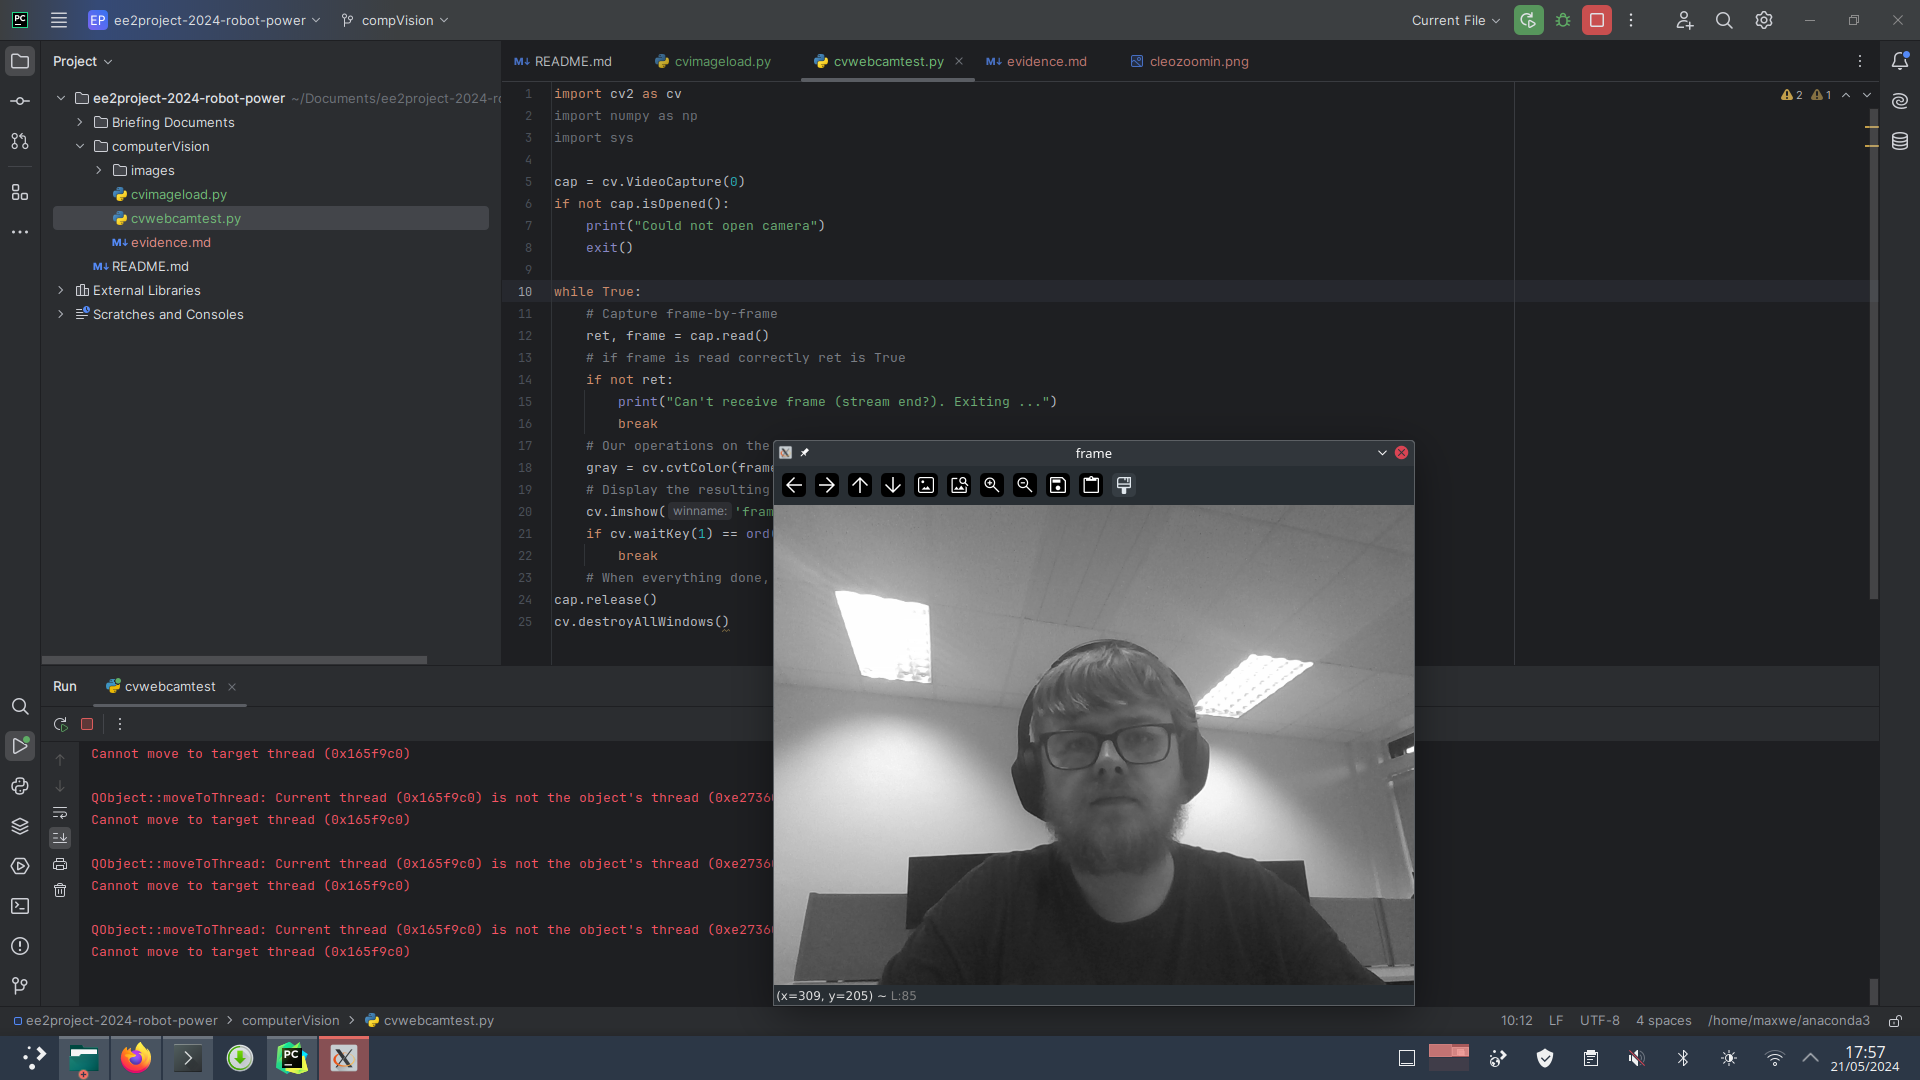 EP ee2project-2024-robot-power compVision Current File
Project
ee2project-2024-robot-power ~/Documents/ee2project-2024-ro
Briefing Documents
computerVision
images
cvimageload.py
cvwebcamtest.py
evidence.md
README.md
External Libraries
Scratches and Consoles
README.md cvimageload.py cvwebcamtest.py evidence.md cleozoomin.png
2 1
1 import cv2 as cv
2 import numpy as np
3 import sys
4
5 cap = cv.VideoCapture(0)
6 if not cap.isOpened():
7 print("Could not open camera")
8 exit()
9
10 while True:
11 # Capture frame-by-frame
12 ret, frame = cap.read()
13 # if frame is read correctly ret is True
14 if not ret:
15 print("Can't receive frame (stream end?). Exiting ...")
16 break
17 # Our operations on the
18 gray = cv.cvtColor(frame
19 # Display the resulting
20 cv.imshow( winname: 'fram
21 if cv.waitKey(1) == ord(
22 break
23 # When everything done,
24 cap.release()
25 cv.destroyAllWindows()
frame
(x=309, y=205) ~ L:85
Run cvwebcamtest
Cannot move to target thread (0x165f9c0)
QObject::moveToThread: Current thread (0x165f9c0) is not the object's thread (0xe2736
Cannot move to target thread (0x165f9c0)
QObject::moveToThread: Current thread (0x165f9c0) is not the object's thread (0xe2736
Cannot move to target thread (0x165f9c0)
QObject::moveToThread: Current thread (0x165f9c0) is not the object's thread (0xe2736
Cannot move to target thread (0x165f9c0)
ee2project-2024-robot-power computerVision cvwebcamtest.py 10:12 LF UTF-8 4 spaces /home/maxwe/anaconda3
17:57
21/05/2024